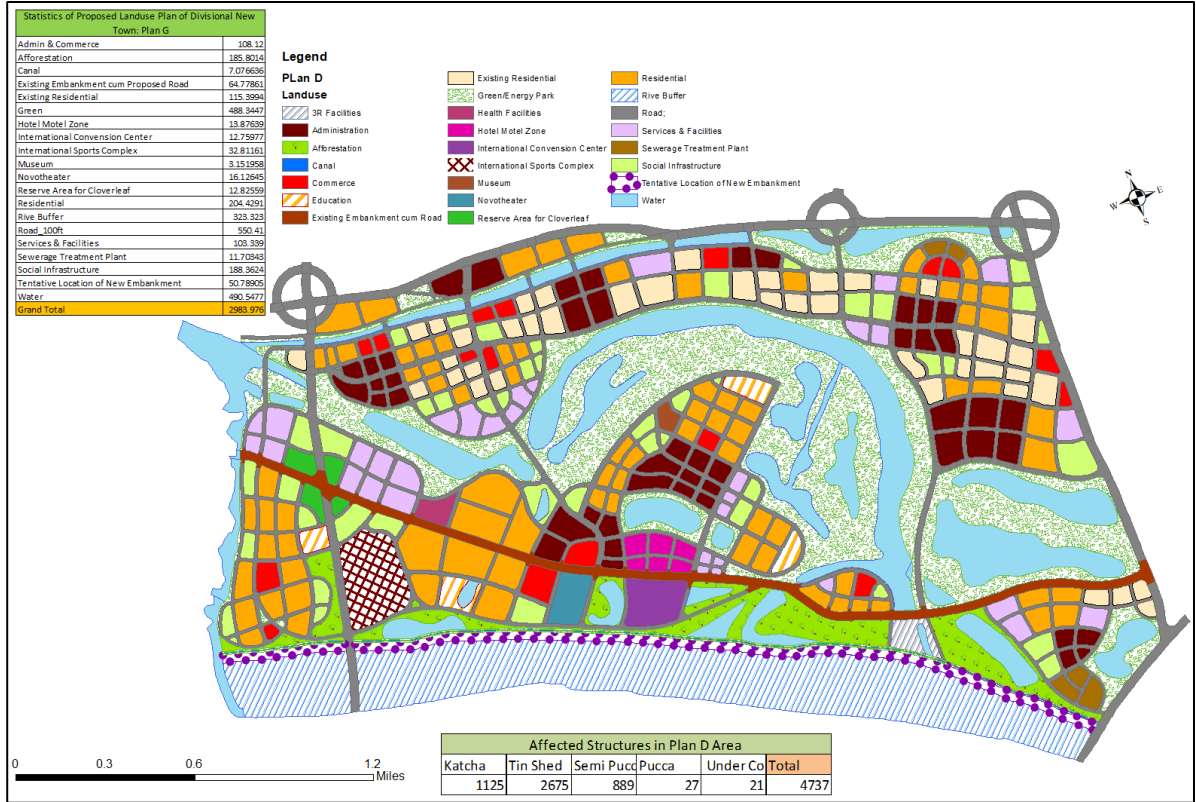 Statistics of Proposed Landuse Plan of Divisional New
Town: Plan G
Admin & Commerce 108.12
Afforestation 185.8014
Canal 7.076636
Existing Embankment cum Proposed Road 64.77861
Existing Residential 115.3994
Green 488.3447
Hotel Motel Zone 13.87639
International Convension Center 12.75977
International Sports Complex 32.81161
Museum 3.151958
Novotheater 16.12645
Reserve Area for Cloverleaf 12.82559
Residential 204.4291
Rive Buffer 323.323
Road_100ft 550.41
Services & Facilities 103.339
Sewerage Treatment Plant 11.70343
Social Infrastructure 188.3624
Tentative Location of New Embankment 50.78905
Water 490.5477
Grand Total 2983.976
Legend
PLan D
Landuse
3R Facilities
Administration
Afforestation
Canal
Commerce
Education
Existing Embankment cum Road
Existing Residential
Green/Energy Park
Health Facilities
Hotel Motel Zone
International Convension Center
International Sports Complex
Museum
Novotheater
Reserve Area for Cloverleaf
Residential
Rive Buffer
Road;
Services & Facilities
Sewerage Treatment Plant
Social Infrastructure
Tentative Location of New Embankment
Water
N
E
W
S
0 0.3 0.6 1.2
Miles
Affected Structures in Plan D Area
Katcha Tin Shed Semi Pucc Pucca Under Co Total
1125 2675 889 27 21 4737